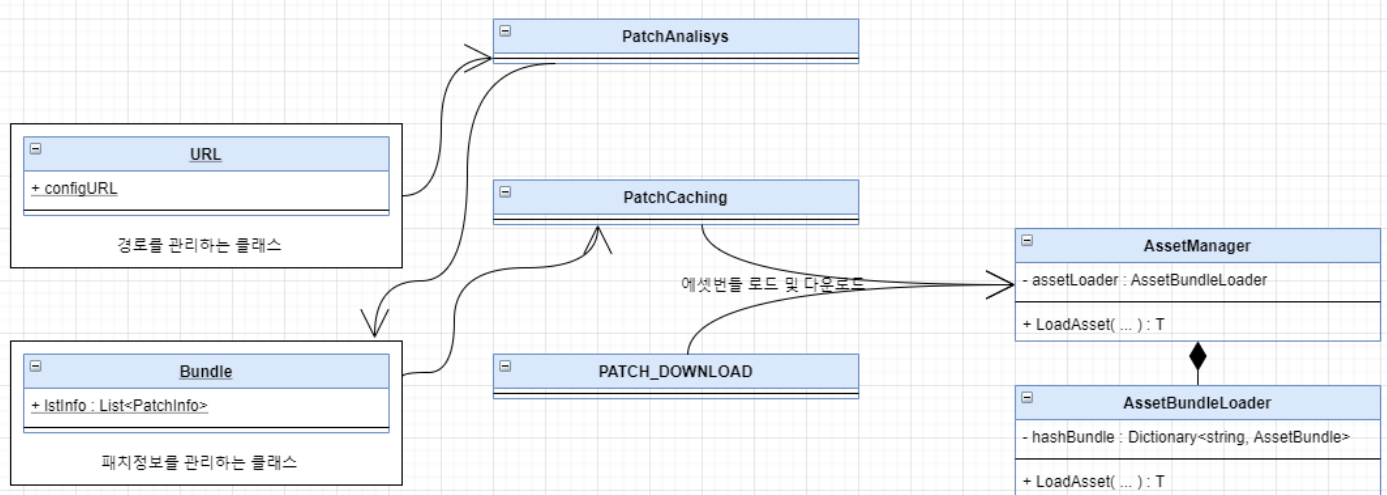 PatchAnalisys
URL
+ configURL
경로를 관리하는 클래스
PatchCaching
AssetManager
- assetLoader : AssetBundleLoader
+ LoadAsset( ... ) : T
에셋번들 로드 및 다운로드
Bundle
+ lstInfo : List<PatchInfo>
패치정보를 관리하는 클래스
PATCH_DOWNLOAD
AssetBundleLoader
- hashBundle : Dictionary<string, AssetBundle>
+ LoadAsset( ... ) : T